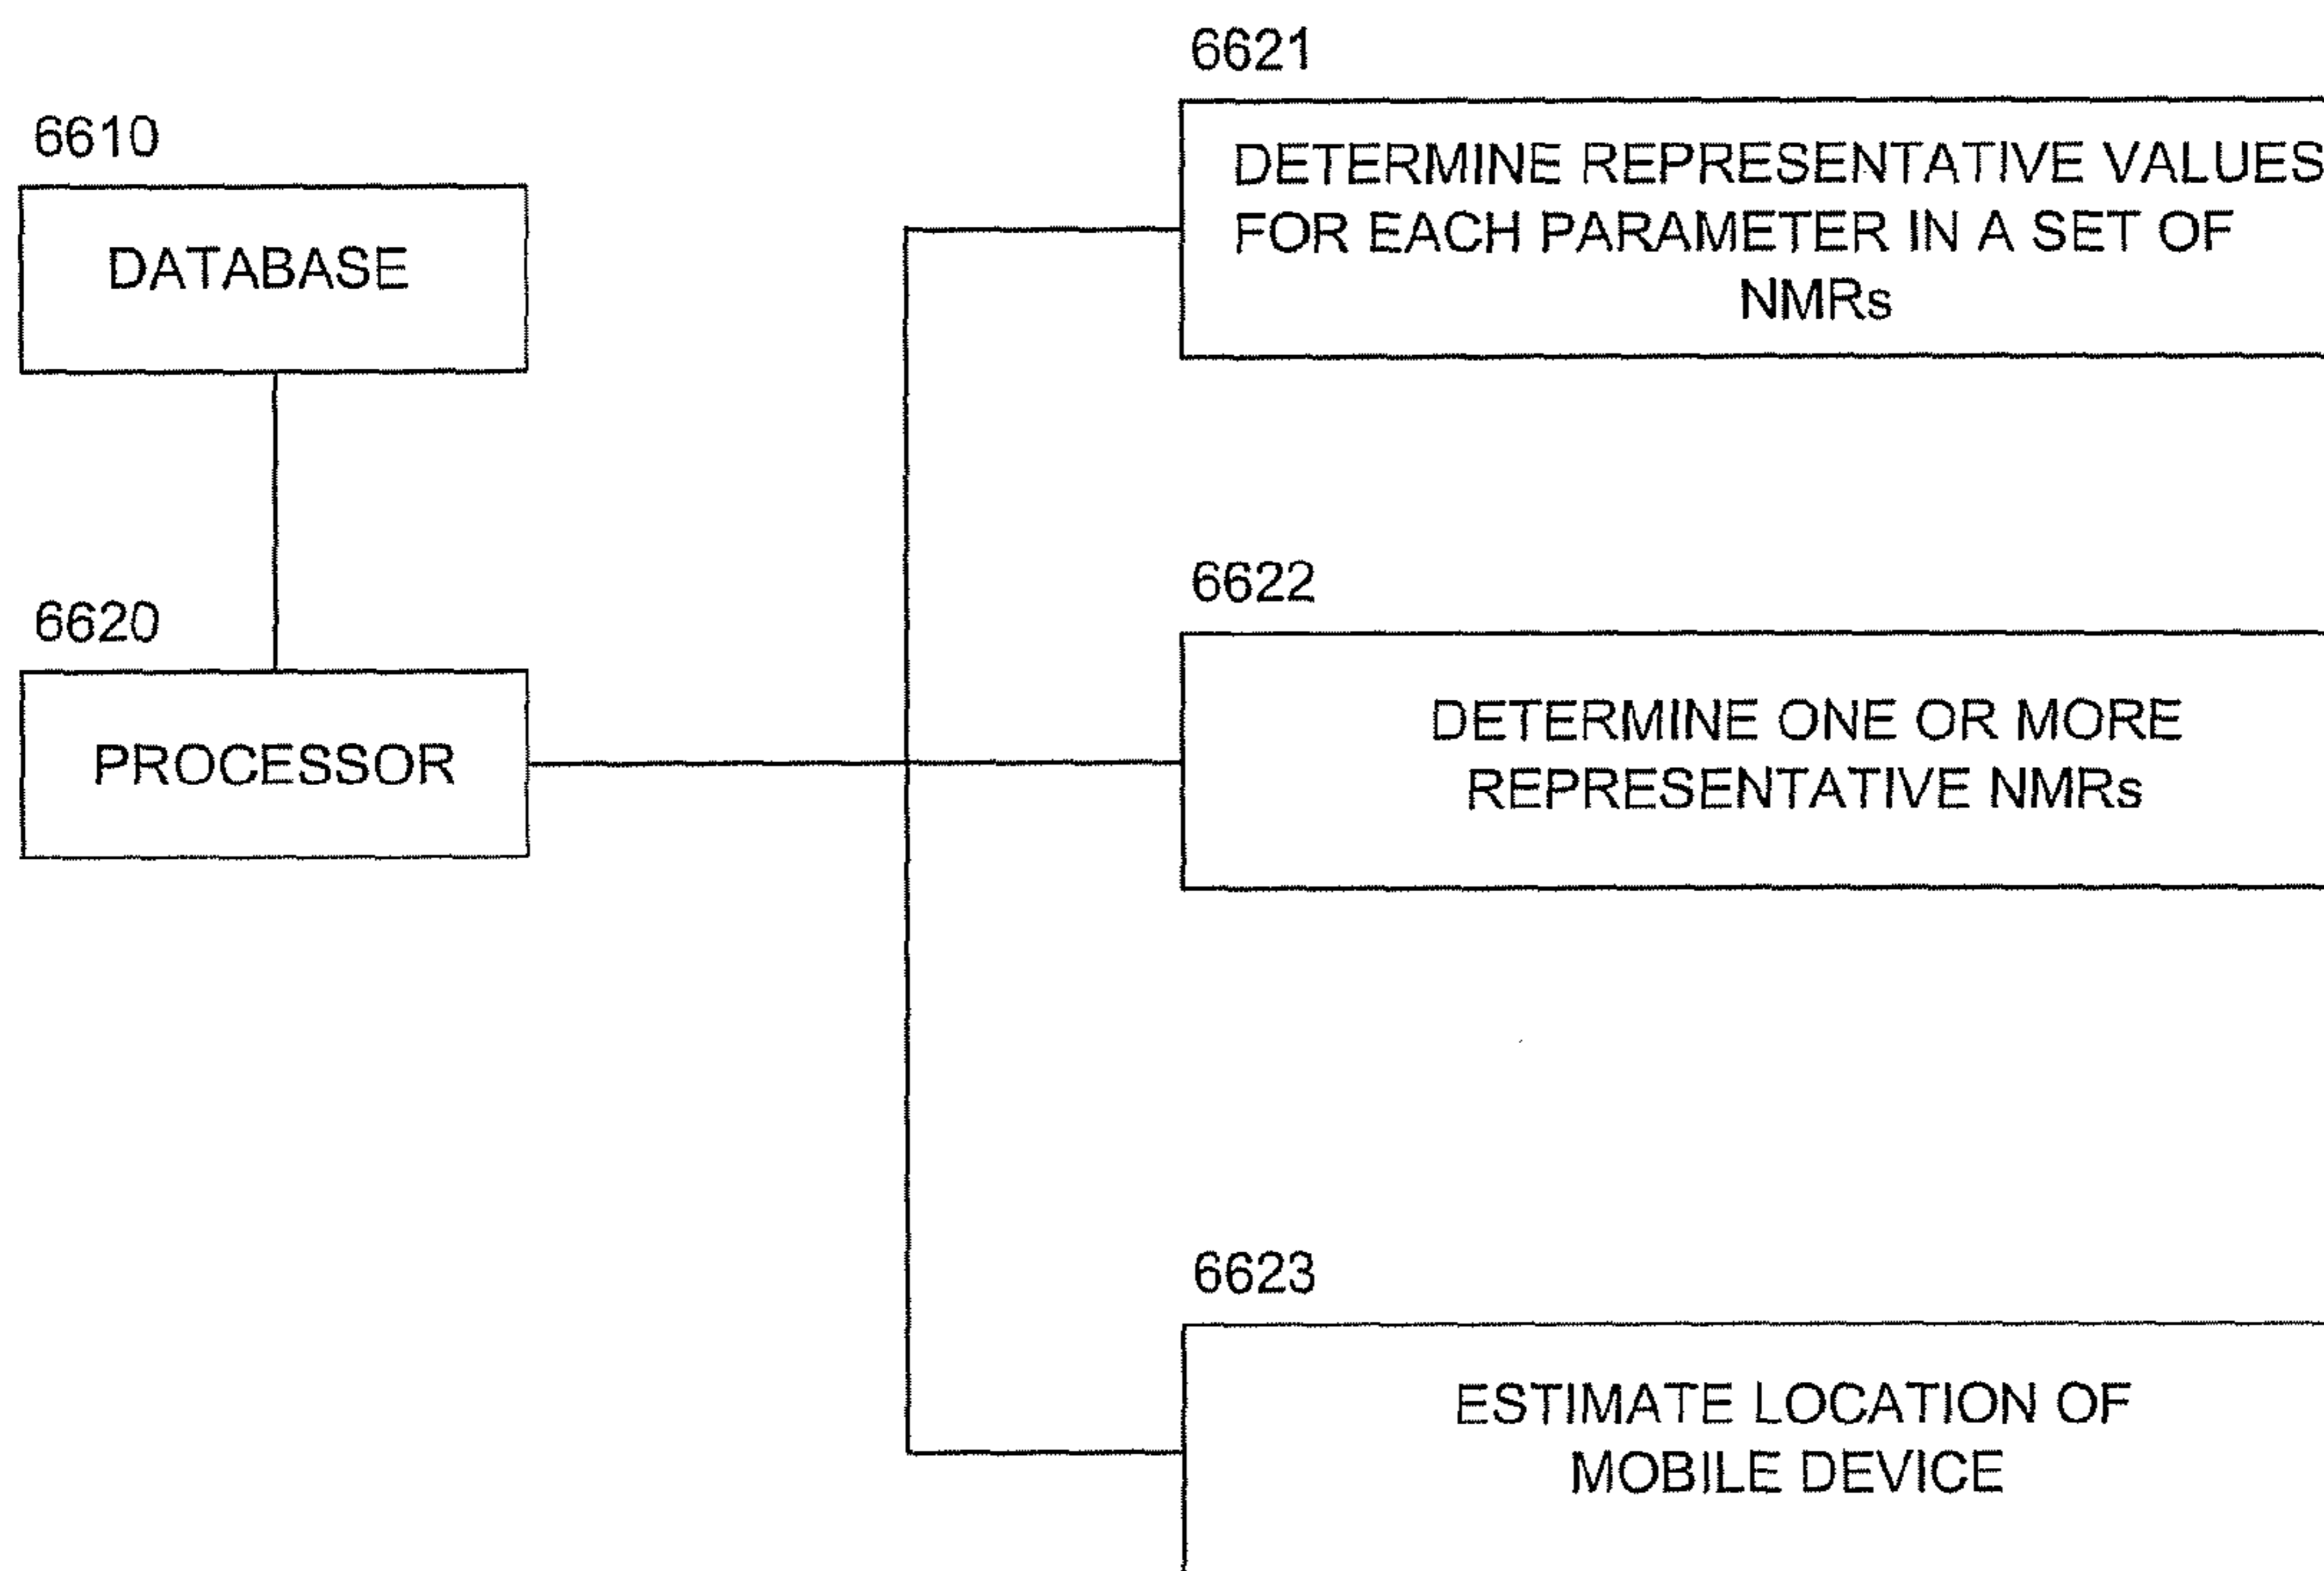 6610
DATABASE
6620
PROCESSOR
6621
DETERMINE REPRESENTATIVE VALUES
FOR EACH PARAMETER IN A SET OF
NMRs
6622
DETERMINE ONE OR MORE
REPRESENTATIVE NMRs
6623
ESTIMATE LOCATION OF
MOBILE DEVICE